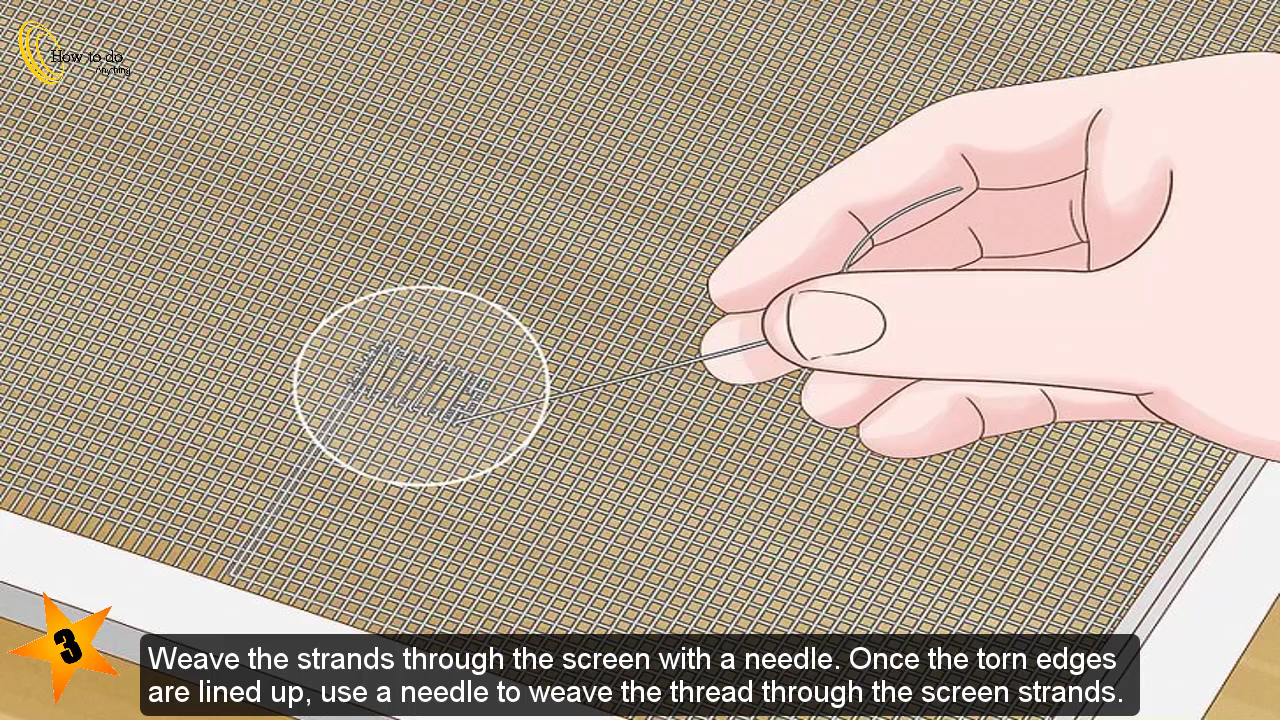 How to do
Anything
3
Weave the strands through the screen with a needle. Once the torn edges
are lined up, use a needle to weave the thread through the screen strands.